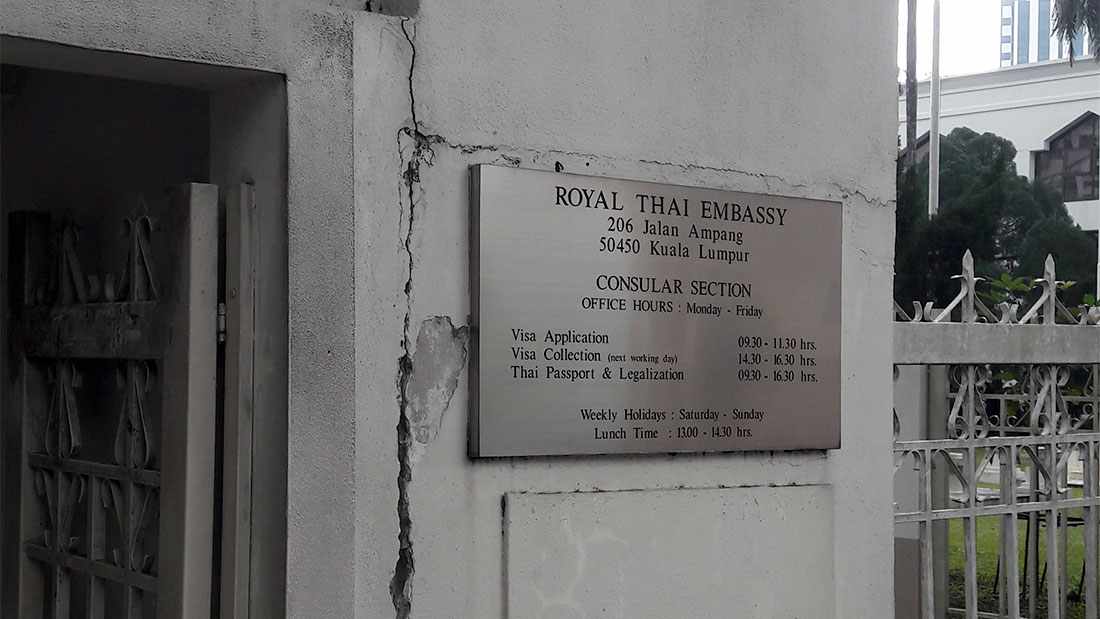 ROYAL THAI EMBASSY
206 Jalan Ampang
50450 Kuala Lumpur
CONSULAR SECTION
OFFICE HOURS : Monday - Friday
Visa Application 09.30 - 11.30 hrs.
Visa Collection (next working day) 14.30 - 16.30 hrs.
Thai Passport & Legalization 09.30 - 16.30 hrs.
Weekly Holidays : Saturday - Sunday
Lunch Time : 13.00 - 14.30 hrs.